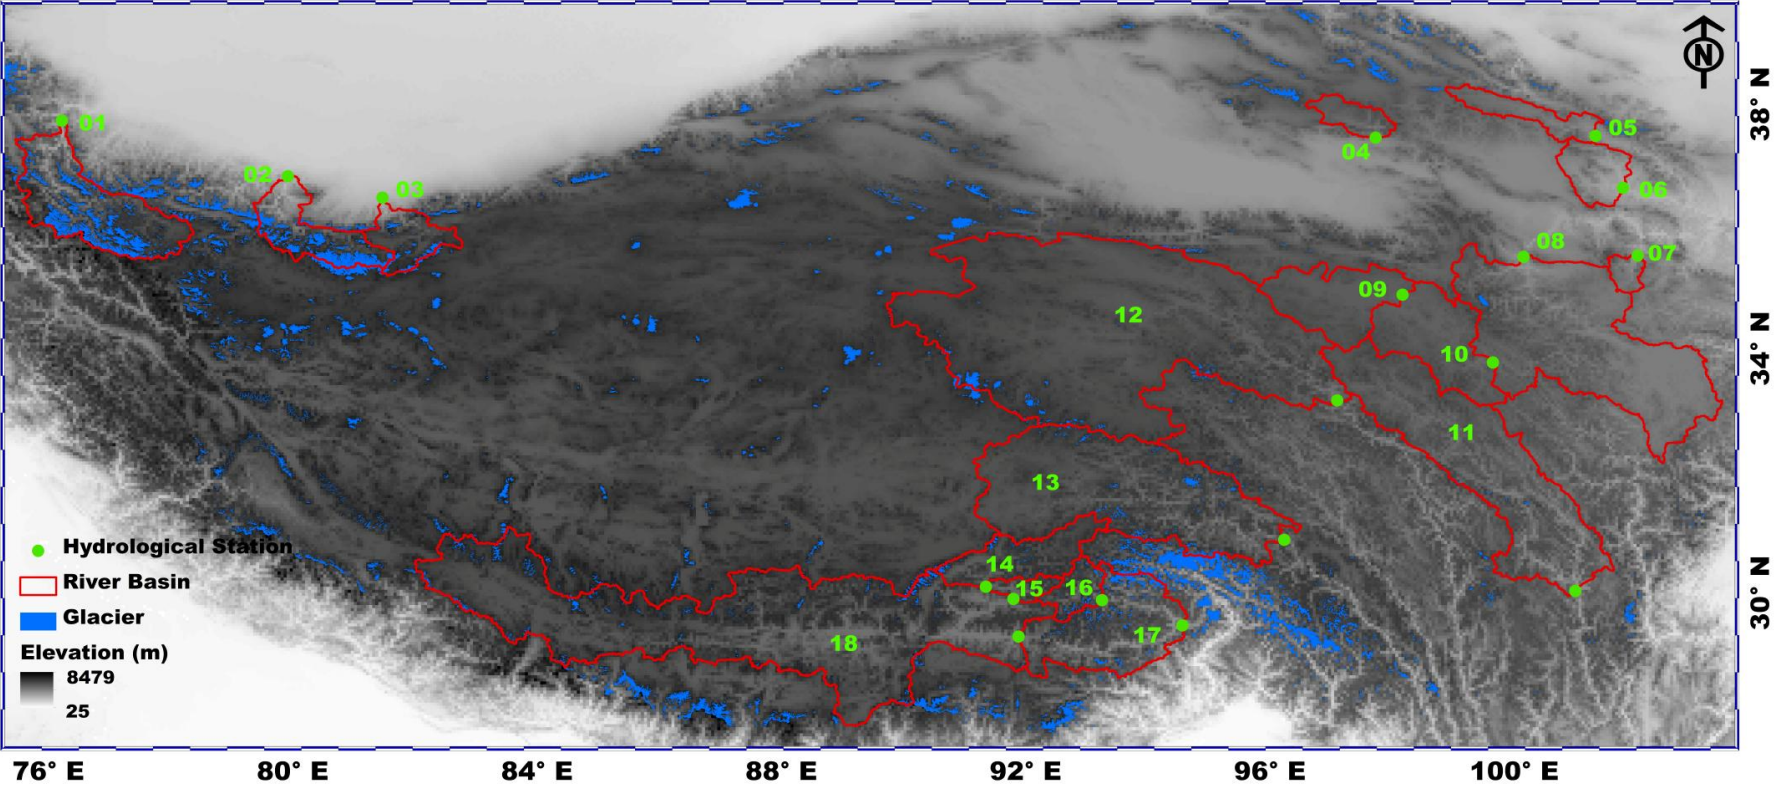 N
38° N
01
05
04
02
03
06
08
07
09
12
34° N
10
11
13
Hydrological Station
14
River Basin
15
16
30° N
Glacier
17
18
Elevation (m)
8479
25
76° E
80° E
84° E
88° E
92° E
96° E
100° E